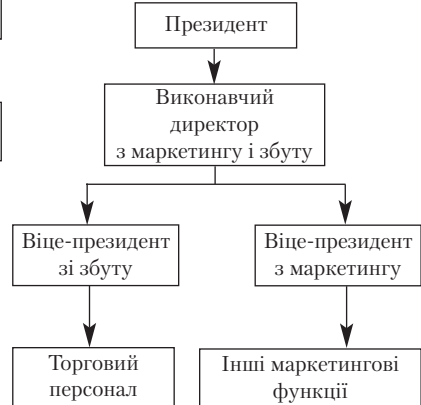 Президент
Виконавчий
директор
з маркетингу і збуту
Віце-президент
зі збуту
Віце-президент
з маркетингу
Торговий
персонал
Інші маркетингові
функції